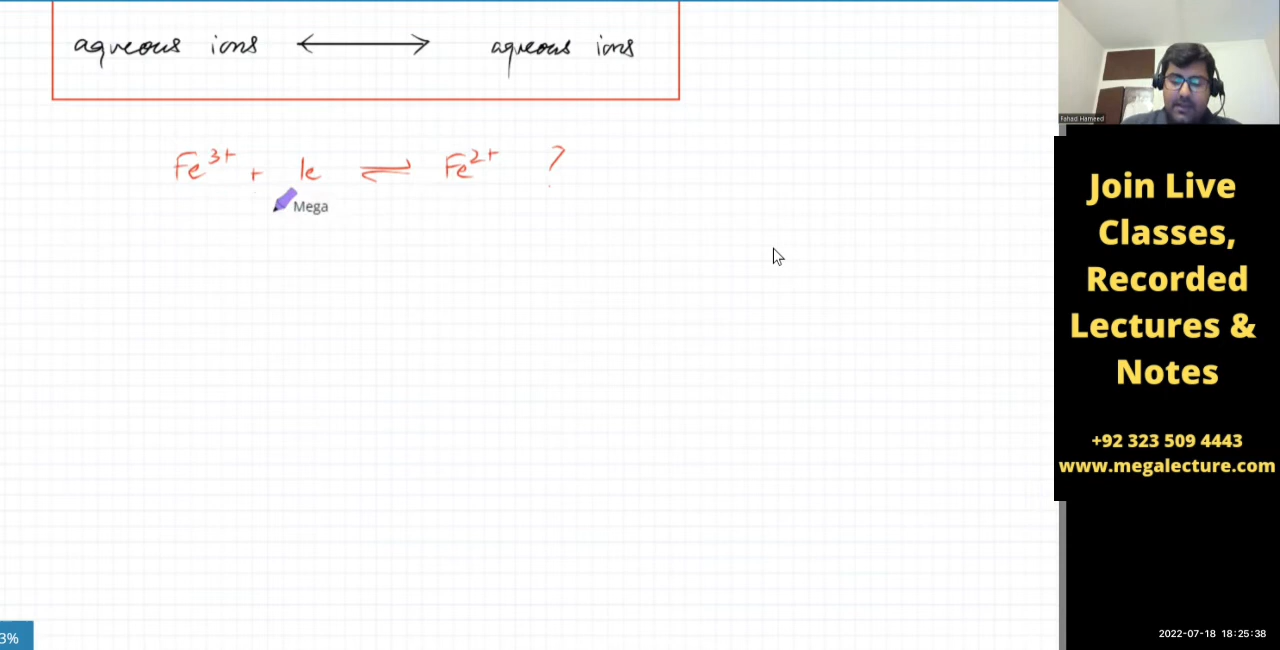 aqueous ions ⟷ aqueous ions
Fe³⁺ + 1e ⇌ Fe²⁺ ?
Mega
Fahad Hameed
Join Live
Classes,
Recorded
Lectures &
Notes
+92 323 509 4443
www.megalecture.com
3%
2022-07-18 18:25:38